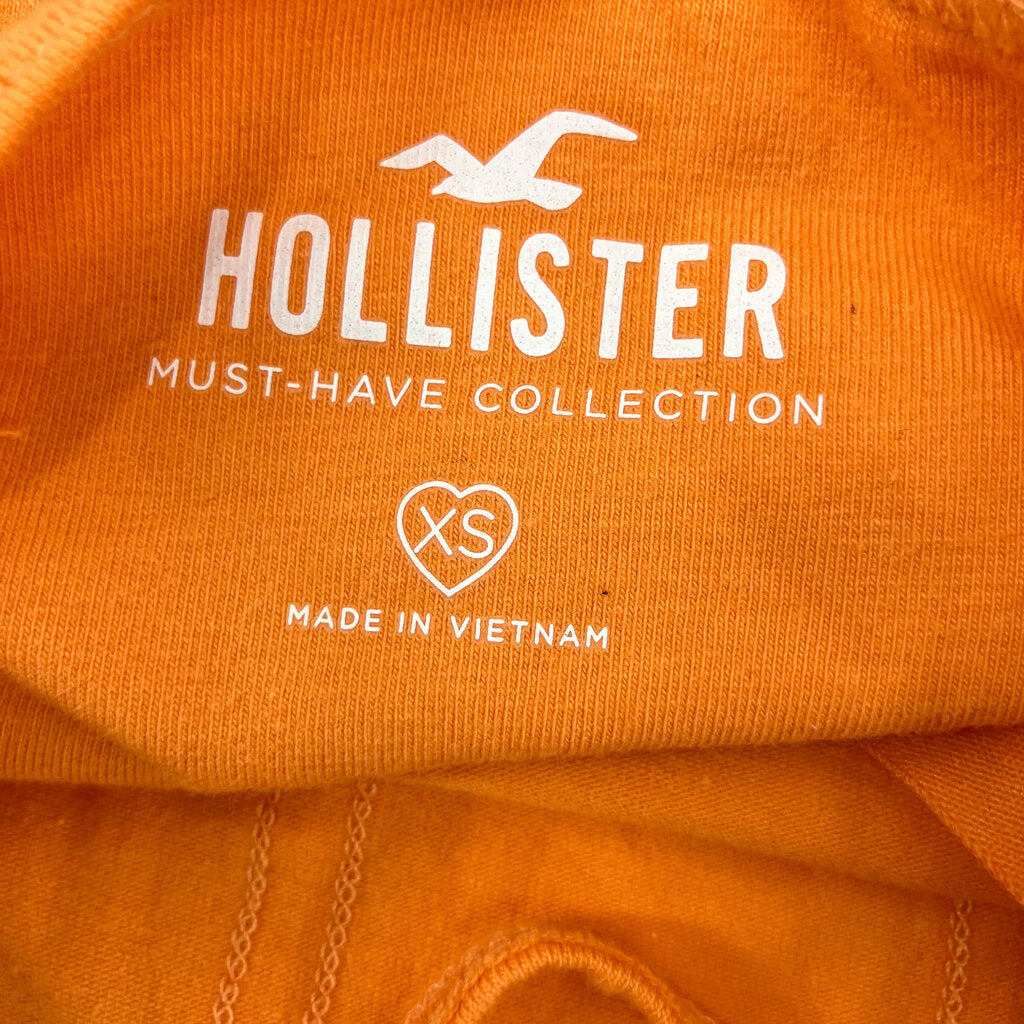 HOLLISTER
MUST-HAVE COLLECTION
XS
MADE IN VIETNAM